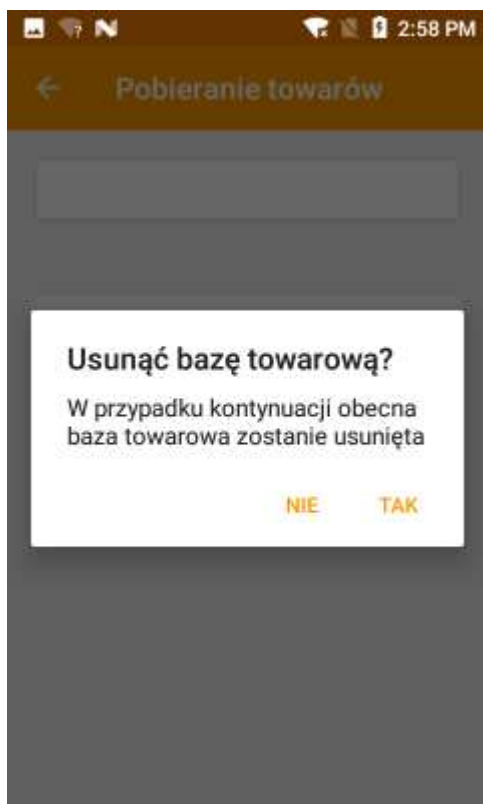 2:58 PM
Pobieranie towarów
Usunąć bazę towarową?
W przypadku kontynuacji obecna
baza towarowa zostanie usunięta
NIE TAK